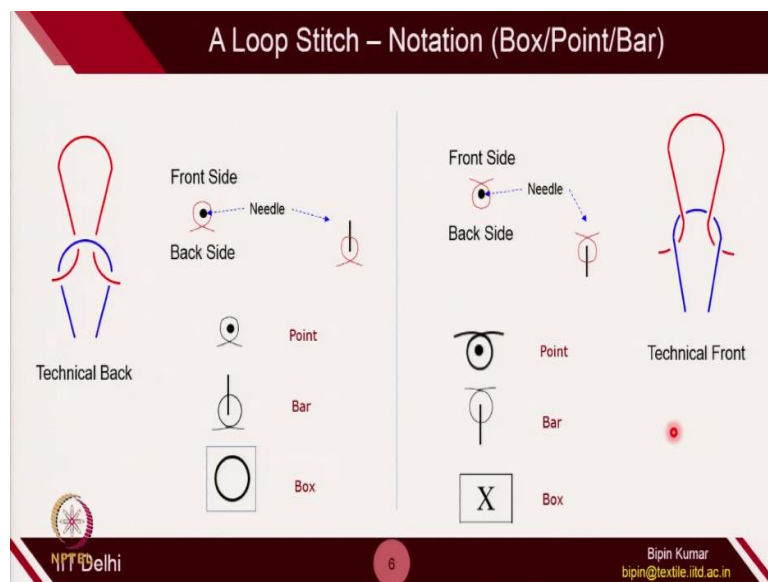 A Loop Stitch – Notation (Box/Point/Bar)
Front Side
Needle
Back Side
Point
Technical Back
Bar
Box
Front Side
Needle
Back Side
Point
Technical Front
Bar
X
Box
NPTEL
IIT Delhi
6
Bipin Kumar
bipin@textile.iitd.ac.in